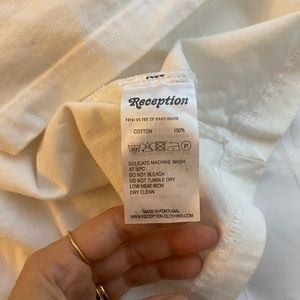 Reception
COTTON 100%
DELICATE MACHINE WASH
AT 30°C
DO NOT BLEACH
DO NOT TUMBLE DRY
LOW HEAT IRON
DRY CLEAN
MADE IN PORTUGAL
WWW.RECEPTION-CLOTHING.COM